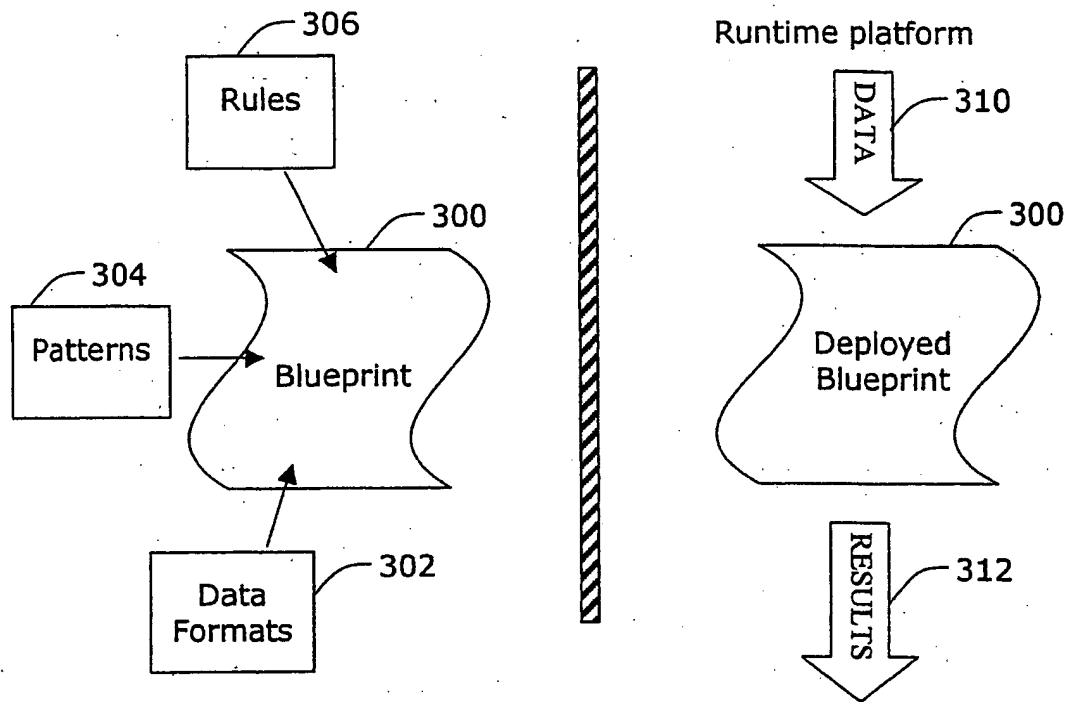 306
Rules
300
304
Patterns
Blueprint
302
Data
Formats
Runtime platform
DATA
310
300
Deployed
Blueprint
RESULTS
312